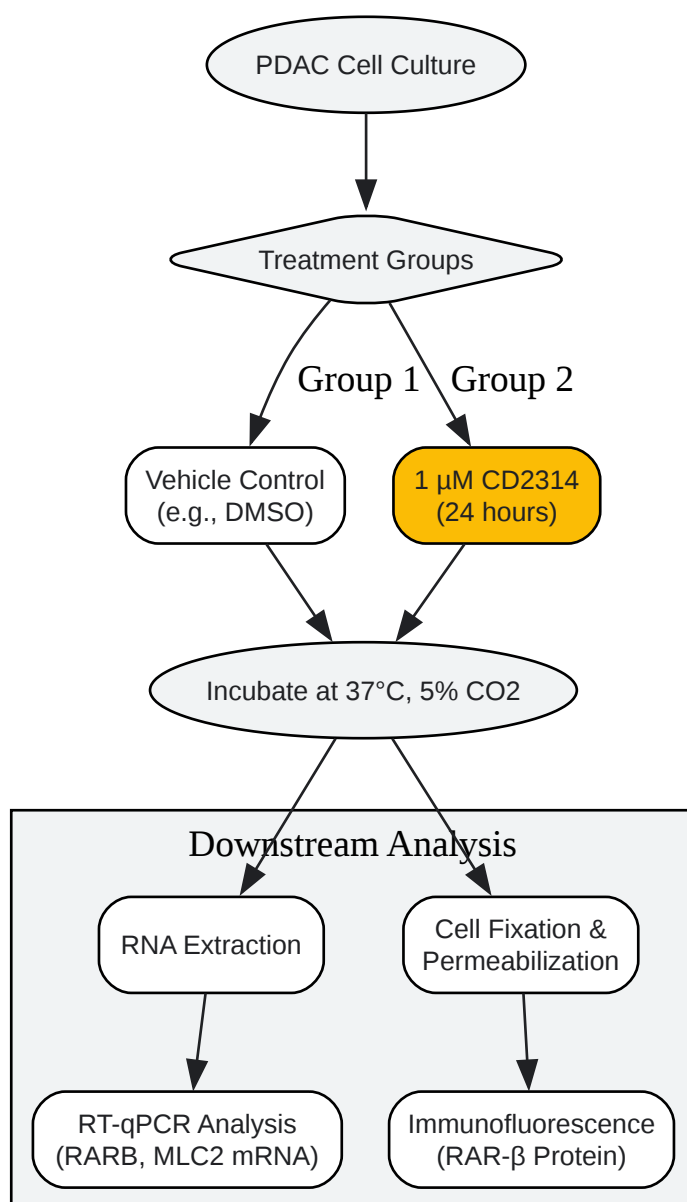 PDAC Cell Culture
Treatment Groups
Group 1
Group 2
Vehicle Control
(e.g., DMSO)
1 µM CD2314
(24 hours)
Incubate at 37°C, 5% CO2
Downstream Analysis
RNA Extraction
Cell Fixation &
Permeabilization
RT-qPCR Analysis
(RARB, MLC2 mRNA)
Immunofluorescence
(RAR-β Protein)